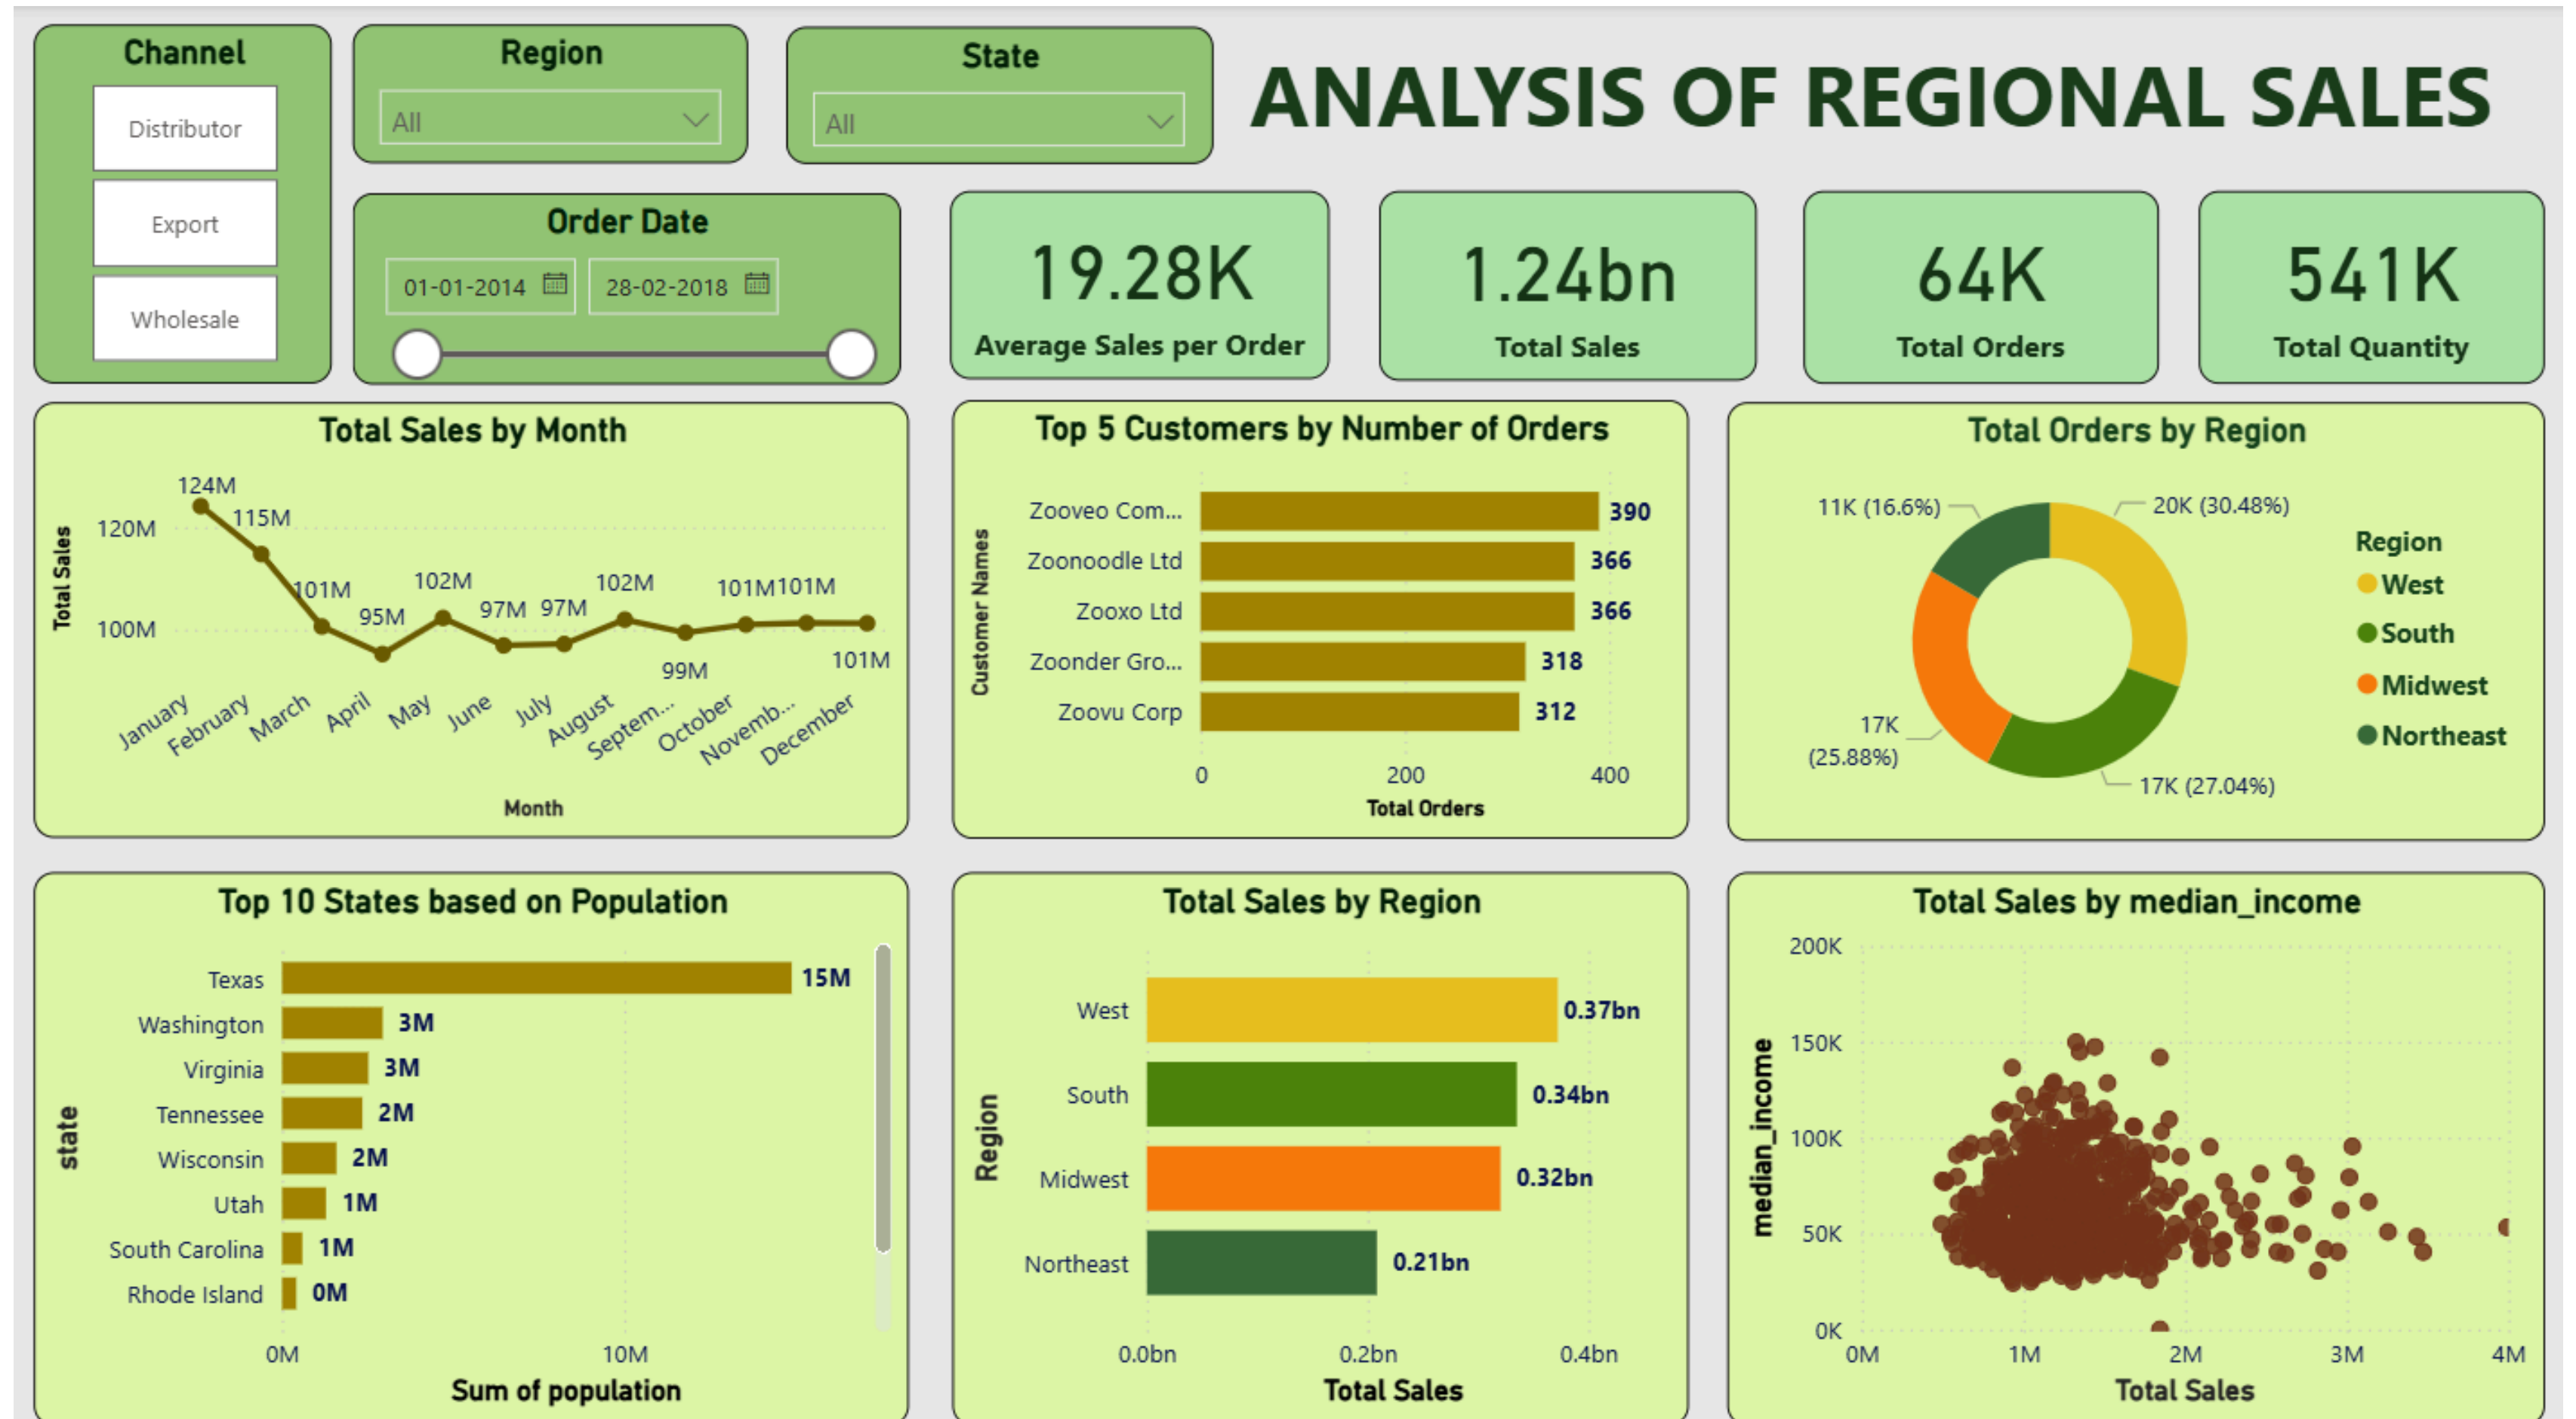 Channel
Distributor
Export
Wholesale
Region
All
State
All
ANALYSIS OF REGIONAL SALES
Order Date
01-01-2014
28-02-2018
19.28K
Average Sales per Order
1.24bn
Total Sales
64K
Total Orders
541K
Total Quantity
Total Sales by Month
Total Sales
120M
100M
124M
115M
101M
95M
102M
97M
97M
102M
99M
101M
101M
101M
January
February
March
April
May
June
July
August
Septem...
October
Novemb...
December
Month
Top 5 Customers by Number of Orders
Customer Names
Zooveo Com...
390
Zoonoodle Ltd
366
Zooxo Ltd
366
Zoonder Gro...
318
Zoovu Corp
312
0
200
400
Total Orders
Total Orders by Region
11K (16.6%)
20K (30.48%)
17K
(25.88%)
17K (27.04%)
Region
West
South
Midwest
Northeast
Top 10 States based on Population
state
Texas
15M
Washington
3M
Virginia
3M
Tennessee
2M
Wisconsin
2M
Utah
1M
South Carolina
1M
Rhode Island
0M
0M
10M
Sum of population
Total Sales by Region
Region
West
0.37bn
South
0.34bn
Midwest
0.32bn
Northeast
0.21bn
0.0bn
0.2bn
0.4bn
Total Sales
Total Sales by median_income
median_income
200K
150K
100K
50K
0K
0M
1M
2M
3M
4M
Total Sales